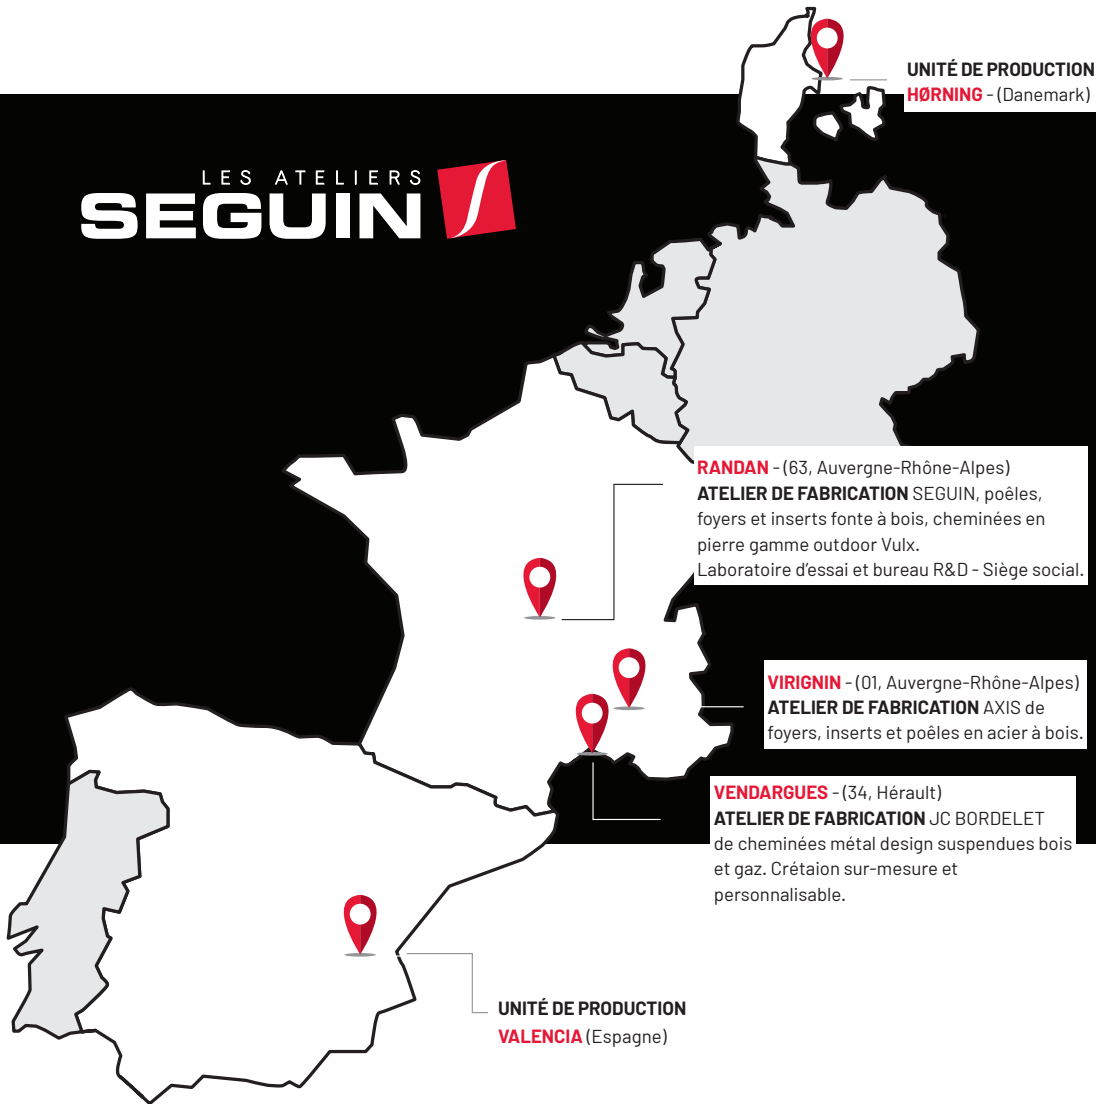 UNITÉ DE PRODUCTION
HØRNING - (Danemark)
LES ATELIERS
SEGUIN
RANDAN - (63, Auvergne-Rhône-Alpes)
ATELIER DE FABRICATION SEGUIN, poêles,
foyers et inserts fonte à bois, cheminées en
pierre gamme outdoor Vulx.
Laboratoire d'essai et bureau R&D - Siège social.
VIRIGNIN - (01, Auvergne-Rhône-Alpes)
ATELIER DE FABRICATION AXIS de
foyers, inserts et poêles en acier à bois.
VENDARGUES - (34, Hérault)
ATELIER DE FABRICATION JC BORDELET
de cheminées métal design suspendues bois
et gaz. Crétaion sur-mesure et
personnalisable.
UNITÉ DE PRODUCTION
VALENCIA (Espagne)